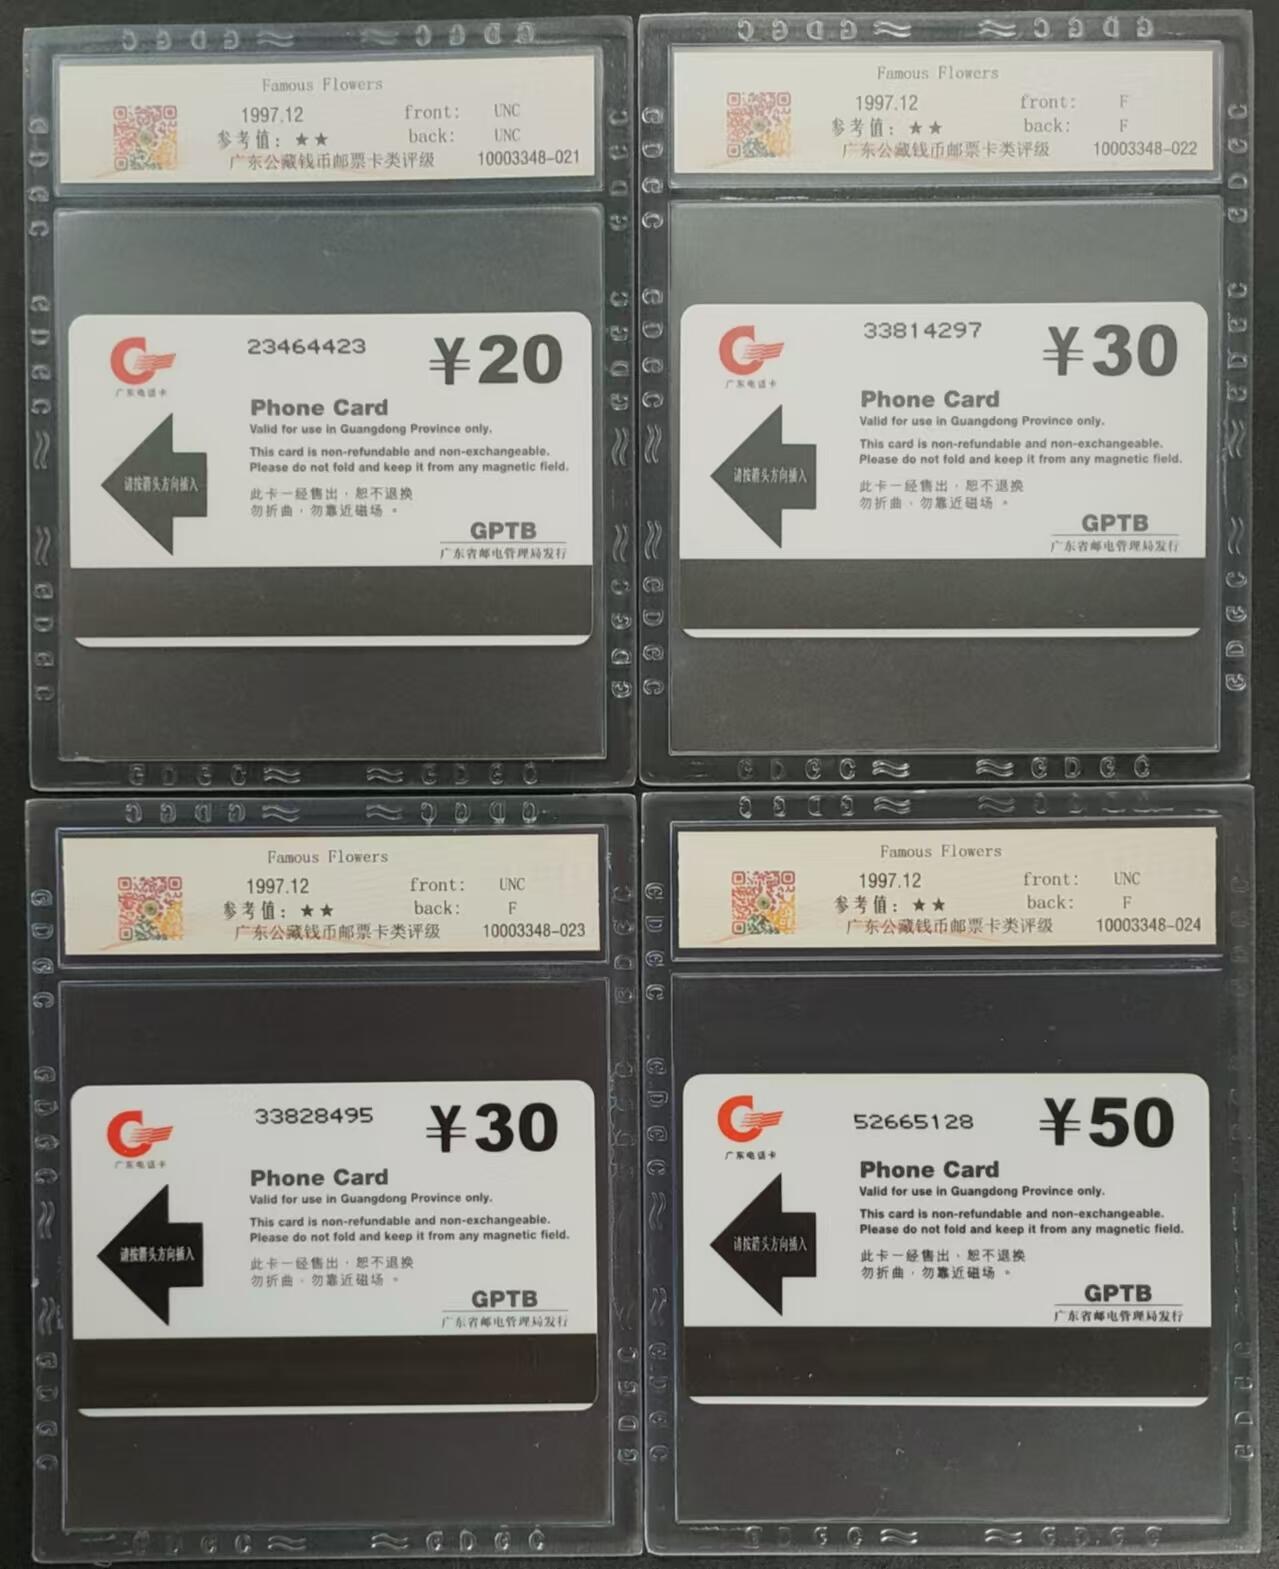 GDGC GDGC
Famous Flowers
1997.12 front: UNC
参考值：★★ back: UNC
广东公藏钱币邮票卡类评级 10003348-021
23464423 ¥20
广东电话卡
Phone Card
Valid for use in Guangdong Province only.
This card is non-refundable and non-exchangeable.
Please do not fold and keep it from any magnetic field.
请按箭头方向插入
此卡一经售出，恕不退换
勿折曲，勿靠近磁场。
GPTB
广东省邮电管理局发行
GDGC GDGC
GDGC GDGC
Famous Flowers
1997.12 front: F
参考值：★★ back: F
广东公藏钱币邮票卡类评级 10003348-022
33814297 ¥30
广东电话卡
Phone Card
Valid for use in Guangdong Province only.
This card is non-refundable and non-exchangeable.
Please do not fold and keep it from any magnetic field.
请按箭头方向插入
此卡一经售出，恕不退换
勿折曲，勿靠近磁场。
GPTB
广东省邮电管理局发行
GDGC GDGC
GDGC GDGC
Famous Flowers
1997.12 front: UNC
参考值：★★ back: F
广东公藏钱币邮票卡类评级 10003348-023
33828495 ¥30
广东电话卡
Phone Card
Valid for use in Guangdong Province only.
This card is non-refundable and non-exchangeable.
Please do not fold and keep it from any magnetic field.
请按箭头方向插入
此卡一经售出，恕不退换
勿折曲，勿靠近磁场。
GPTB
广东省邮电管理局发行
GDGC GDGC
GDGC
Famous Flowers
1997.12 front: UNC
参考值：★★ back: F
广东公藏钱币邮票卡类评级 10003348-024
52665128 ¥50
广东电话卡
Phone Card
Valid for use in Guangdong Province only.
This card is non-refundable and non-exchangeable.
Please do not fold and keep it from any magnetic field.
请按箭头方向插入
此卡一经售出，恕不退换
勿折曲，勿靠近磁场。
GPTB
广东省邮电管理局发行
GDGC GDGC